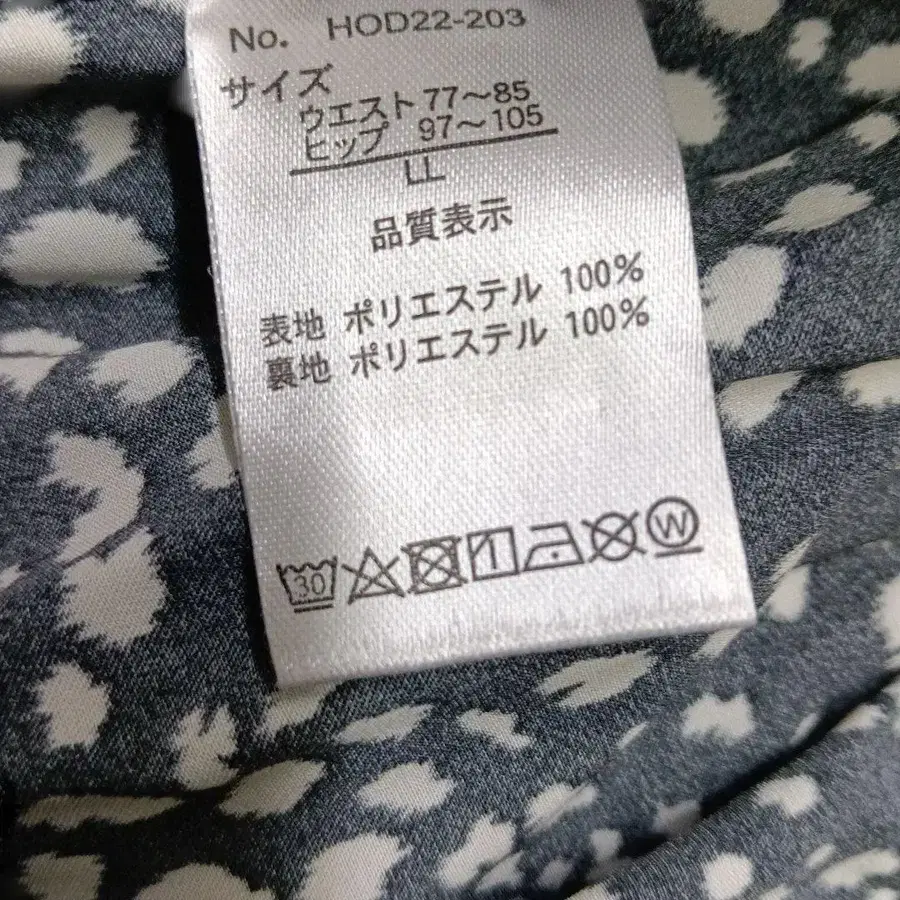 No. HOD22-203
サイズ
ウエスト 77～85
ヒップ 97～105
LL
品質表示
表地 ポリエステル 100%
裏地 ポリエステル 100%
30
W